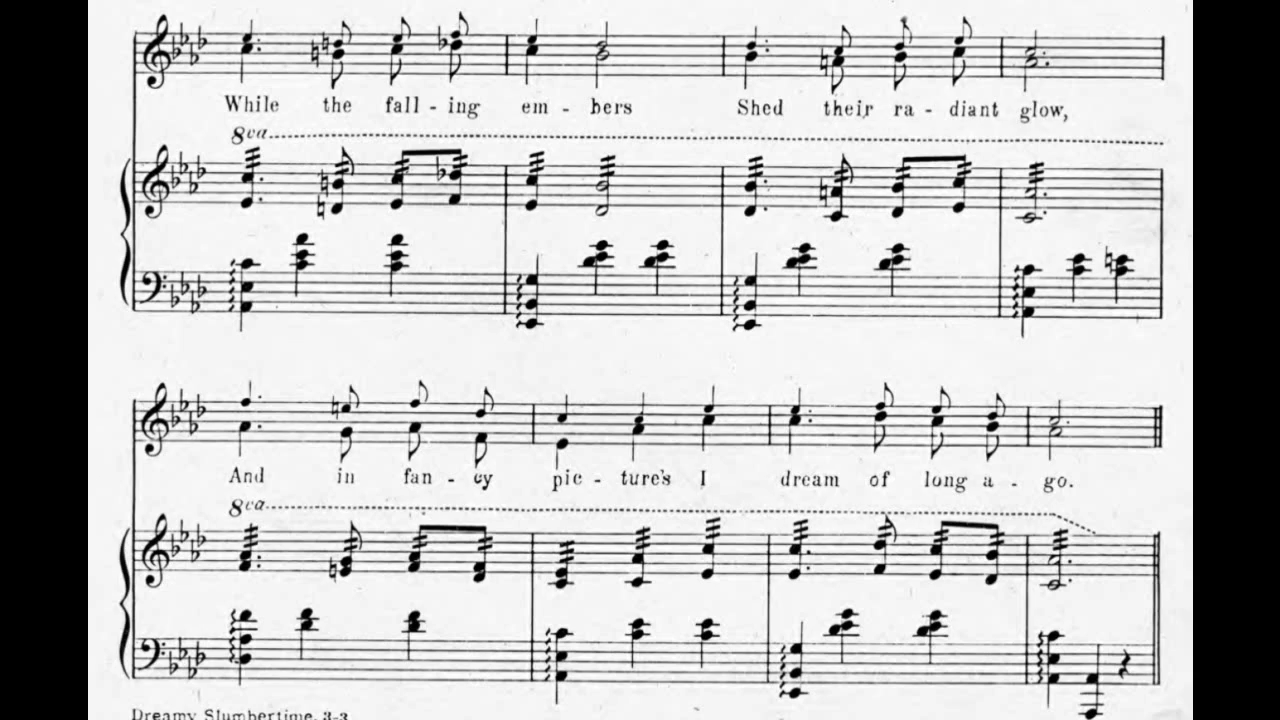 While the fall - ing em - bers Shed their ra - diant glow,
8va
And in fan - cy pic - ture's I dream of long a - go.
8va
Dreamy Slumbertime. 3-3